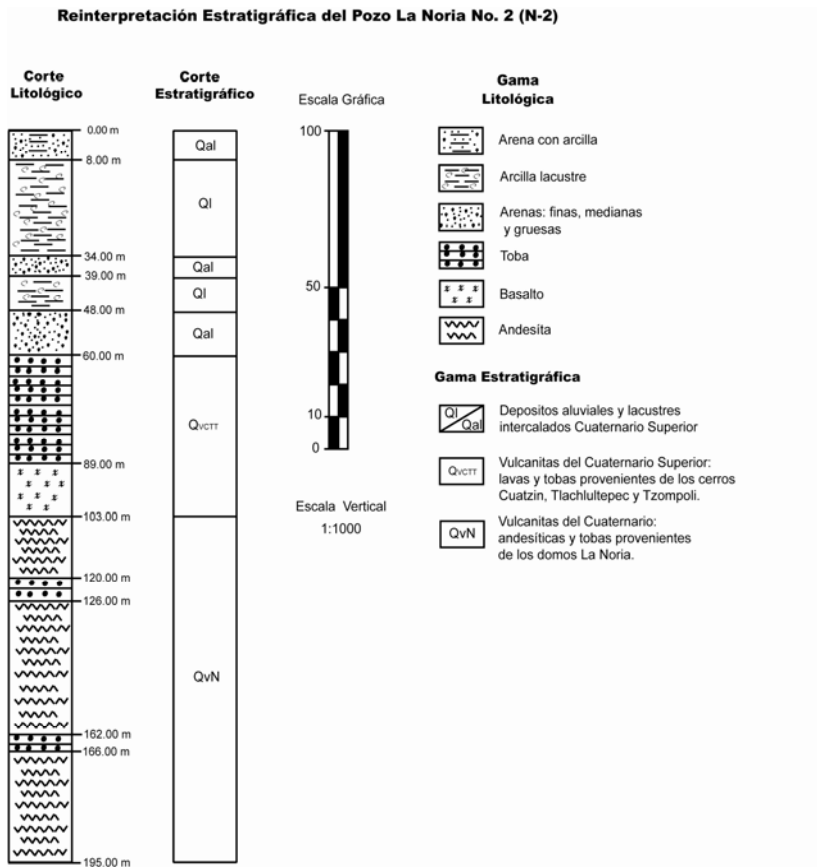 Reinterpretación Estratigráfica del Pozo La Noria No. 2 (N-2)
Corte
Litológico
0.00 m
8.00 m
34.00 m
39.00 m
48.00 m
60.00 m
89.00 m
103.00 m
120.00 m
126.00 m
162.00 m
166.00 m
195.00 m
Corte
Estratigráfico
Qal
Ql
Qal
Ql
Qal
QVCTT
QvN
Escala Gráfica
100
50
10
0
Escala Vertical
1:1000
Gama
Litológica
Arena con arcilla
Arcilla lacustre
Arenas: finas, medianas
y gruesas
Toba
Basalto
Andesíta
Gama Estratigráfica
Ql
Qal
Depositos aluviales y lacustres
intercalados Cuaternario Superior
QVCTT
Vulcanitas del Cuaternario Superior:
lavas y tobas provenientes de los cerros
Cuatzin, Tlachlultepec y Tzompoli.
QvN
Vulcanitas del Cuaternario:
andesíticas y tobas provenientes
de los domos La Noria.